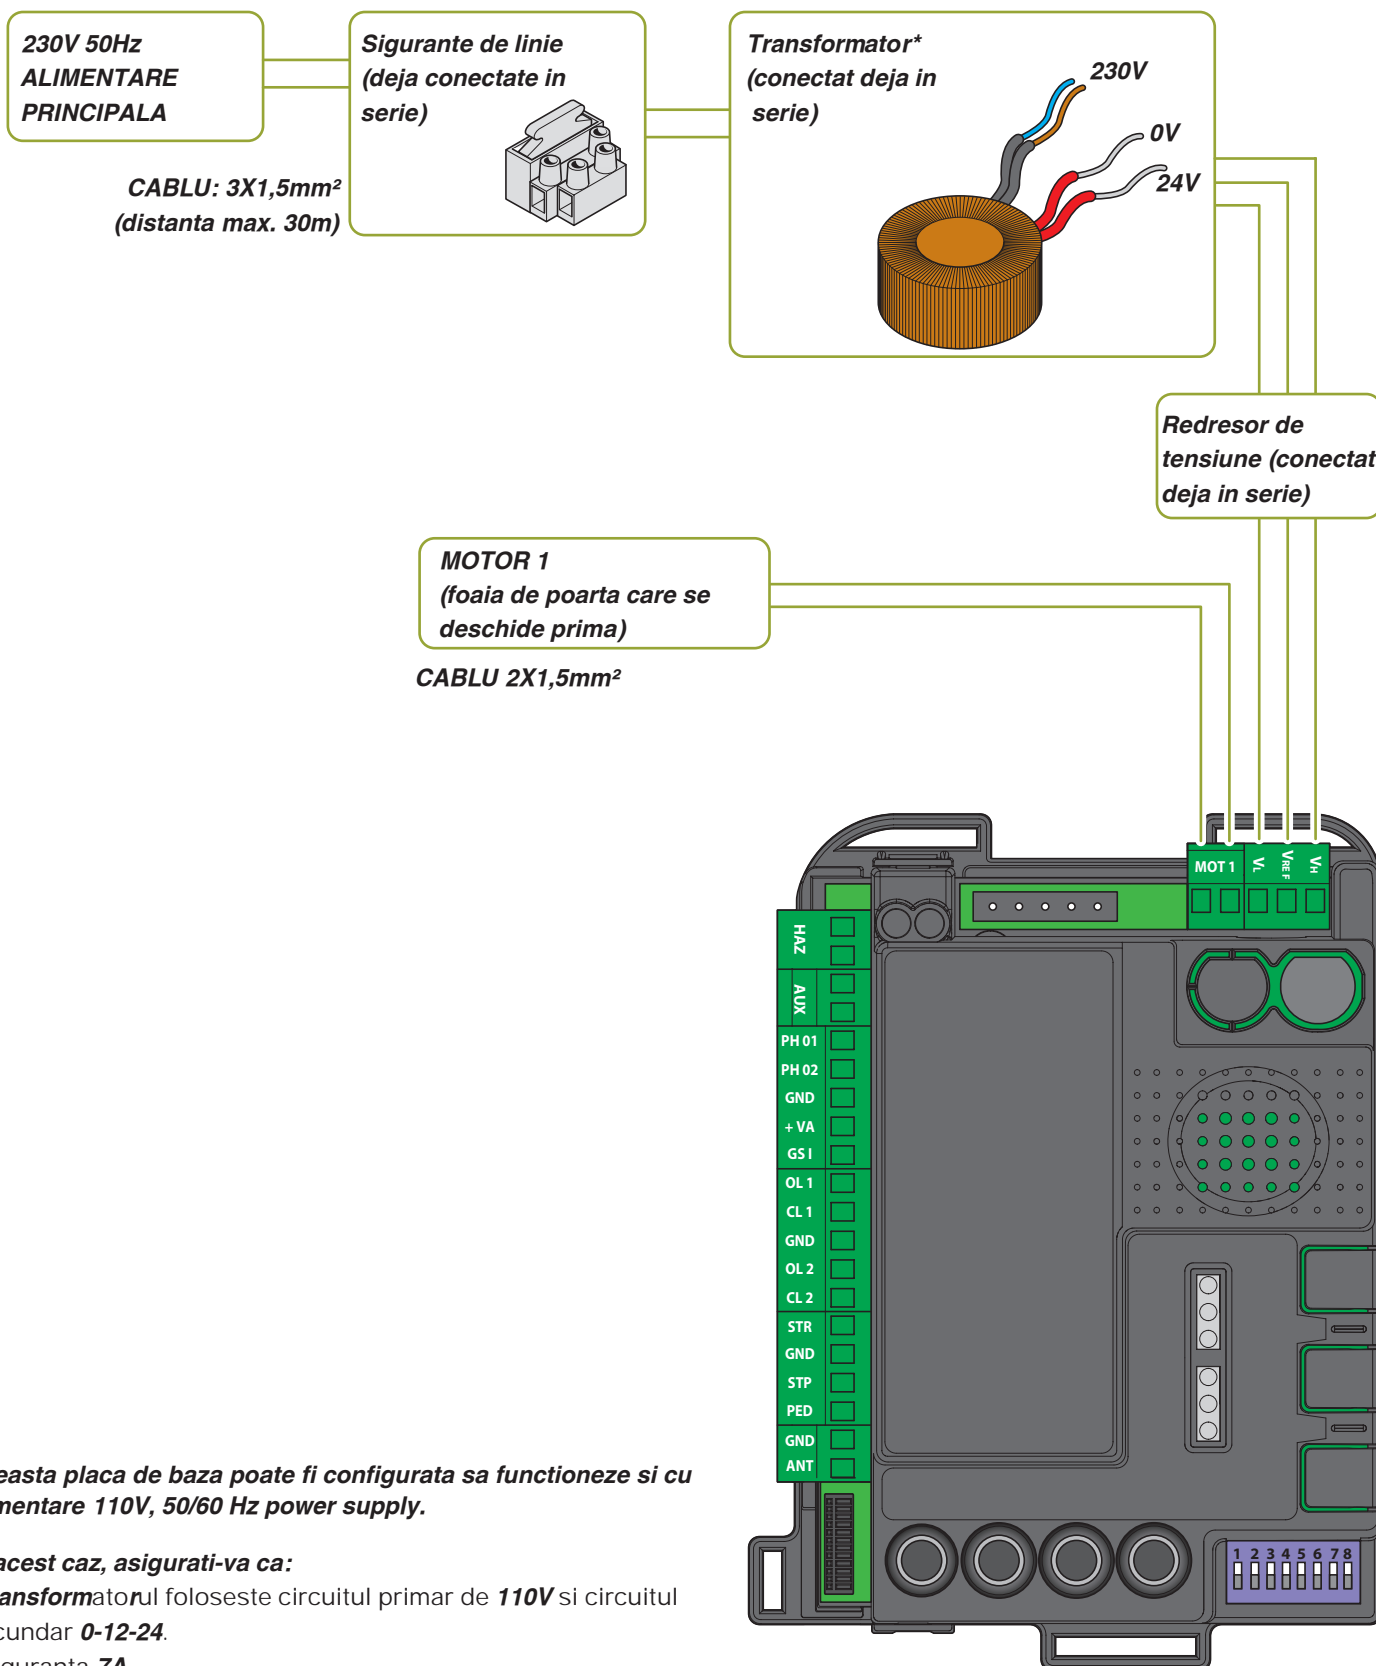 230V 50Hz
ALIMENTARE
PRINCIPALA
Sigurante de linie
(deja conectate in
serie)
Transformator*
(conectat deja in
serie)
230V
0V
24V
CABLU: 3X1,5mm²
(distanta max. 30m)
Redresor de
tensiune (conectat
deja in serie)
MOTOR 1
(foaia de poarta care se
deschide prima)
CABLU 2X1,5mm²
MOT 1
VL
VREF
VH
HAZ
AUX
PH 01
PH 02
GND
+ VA
GS I
OL 1
CL 1
GND
OL 2
CL 2
STR
GND
STP
PED
GND
ANT
1 2 3 4 5 6 7 8
easta placa de baza poate fi configurata sa functioneze si cu
mentare 110V, 50/60 Hz power supply.
acest caz, asigurati-va ca:
ansformatorul foloseste circuitul primar de 110V si circuitul
cundar 0-12-24.
guranta 7A